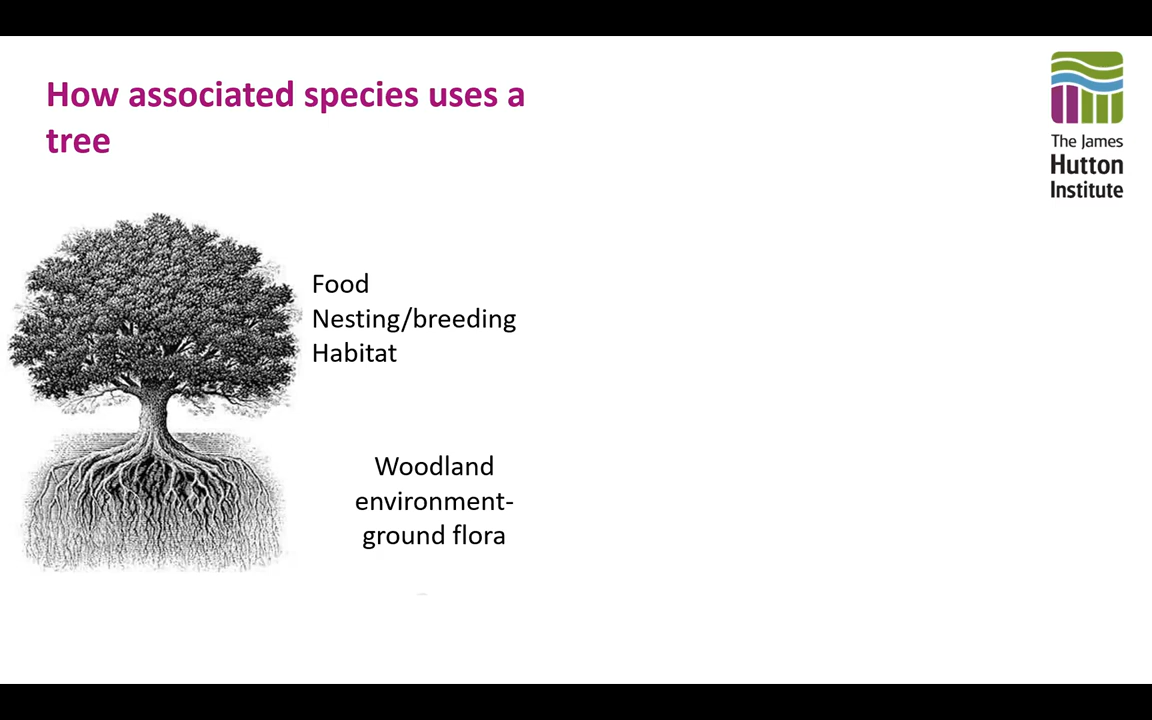 How associated species uses a
tree
The James
Hutton
Institute
Food
Nesting/breeding
Habitat
Woodland
environment-
ground flora